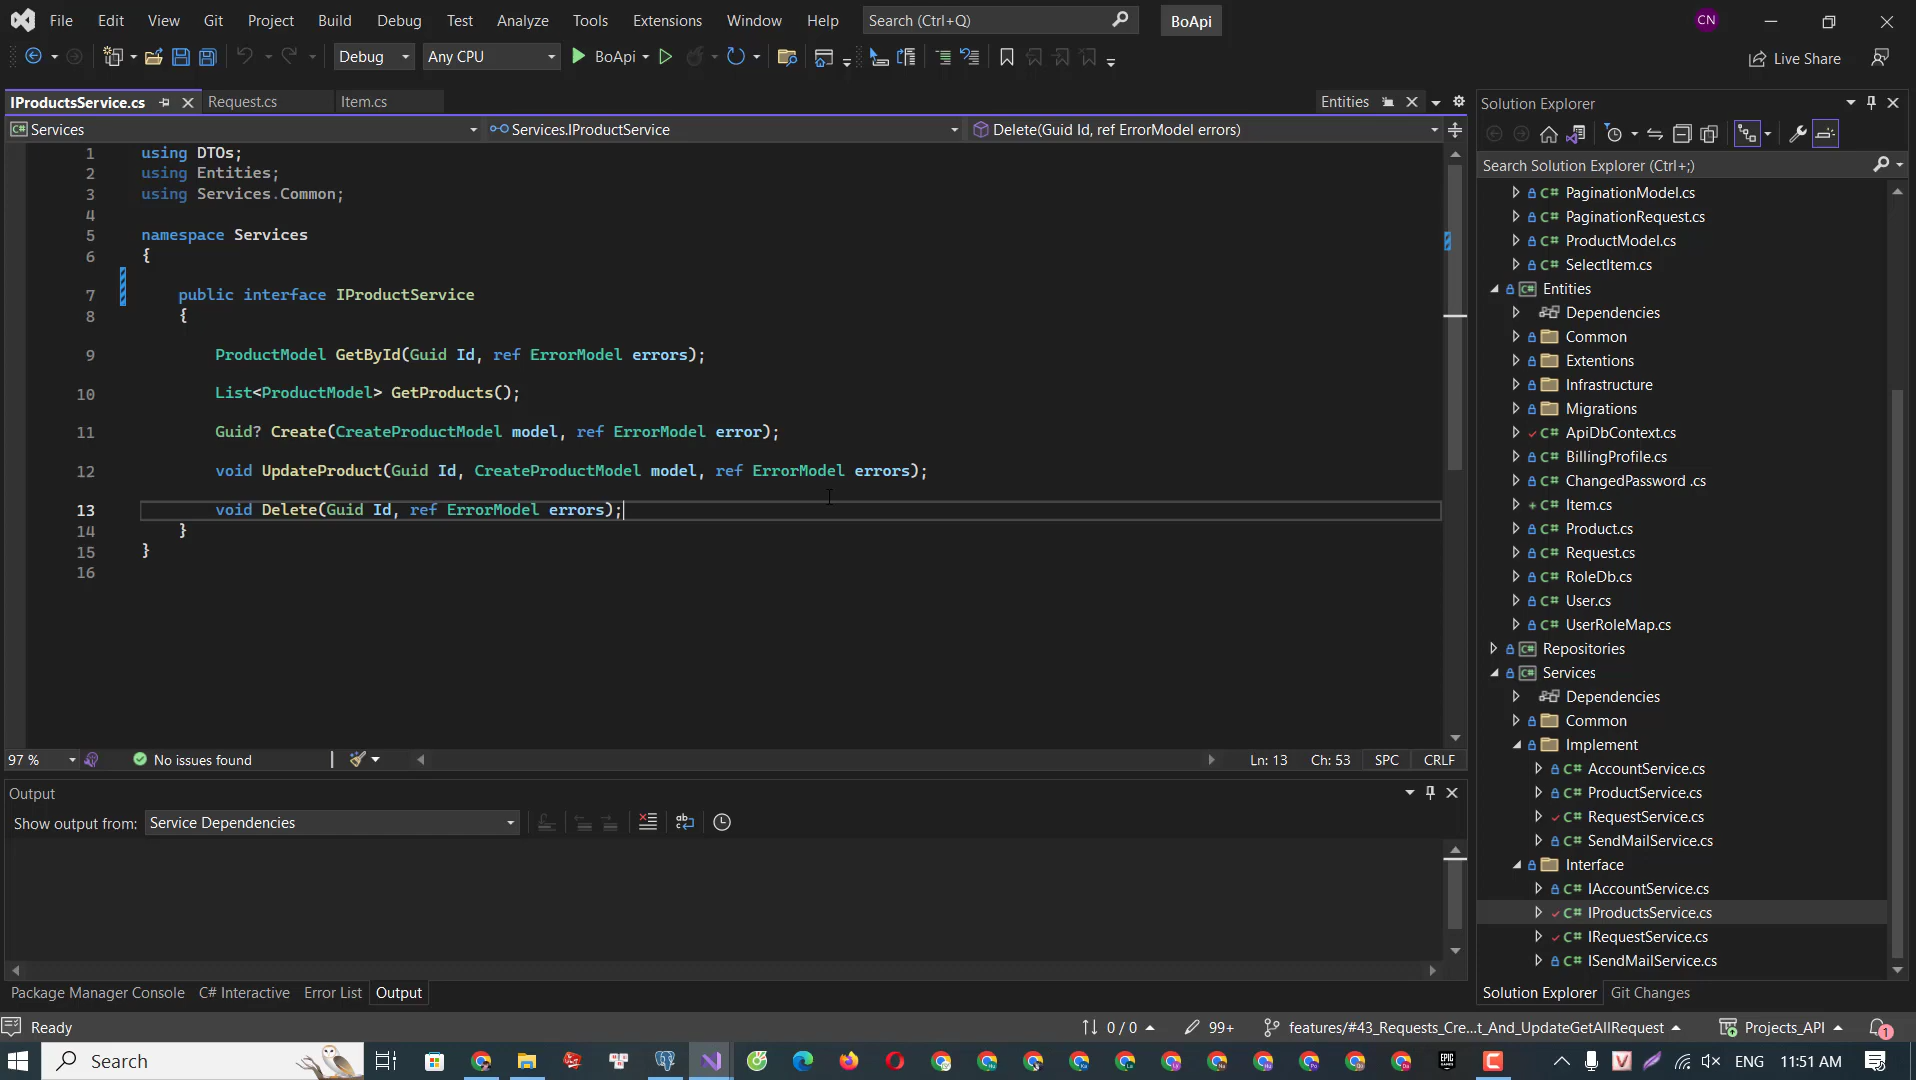 File Edit View Git Project Build Debug Test Analyze Tools Extensions Window Help Search (Ctrl+Q) BoApi CN
Debug Any CPU BoApi Live Share
IProductsService.cs Request.cs Item.cs Entities
Services Services.IProductService Delete(Guid Id, ref ErrorModel errors)
1 using DTOs;
2 using Entities;
3 using Services.Common;
4
5 namespace Services
6 {
7 public interface IProductService
8 {
9 ProductModel GetById(Guid Id, ref ErrorModel errors);
10 List<ProductModel> GetProducts();
11 Guid? Create(CreateProductModel model, ref ErrorModel error);
12 void UpdateProduct(Guid Id, CreateProductModel model, ref ErrorModel errors);
13 void Delete(Guid Id, ref ErrorModel errors);
14 }
15 }
16
97 % No issues found Ln: 13 Ch: 53 SPC CRLF
Output
Show output from: Service Dependencies
Package Manager Console C# Interactive Error List Output
Solution Explorer
Search Solution Explorer (Ctrl+;)
C# PaginationModel.cs
C# PaginationRequest.cs
C# ProductModel.cs
C# SelectItem.cs
C# Entities
Dependencies
Common
Extentions
Infrastructure
Migrations
C# ApiDbContext.cs
C# BillingProfile.cs
C# ChangedPassword .cs
C# Item.cs
C# Product.cs
C# Request.cs
C# RoleDb.cs
C# User.cs
C# UserRoleMap.cs
C# Repositories
C# Services
Dependencies
Common
Implement
C# AccountService.cs
C# ProductService.cs
C# RequestService.cs
C# SendMailService.cs
Interface
C# IAccountService.cs
C# IProductsService.cs
C# IRequestService.cs
C# ISendMailService.cs
Solution Explorer Git Changes
Ready 0 / 0 99+ features/#43_Requests_Cre..t_And_UpdateGetAllRequest Projects_API 1
Search ENG 11:51 AM